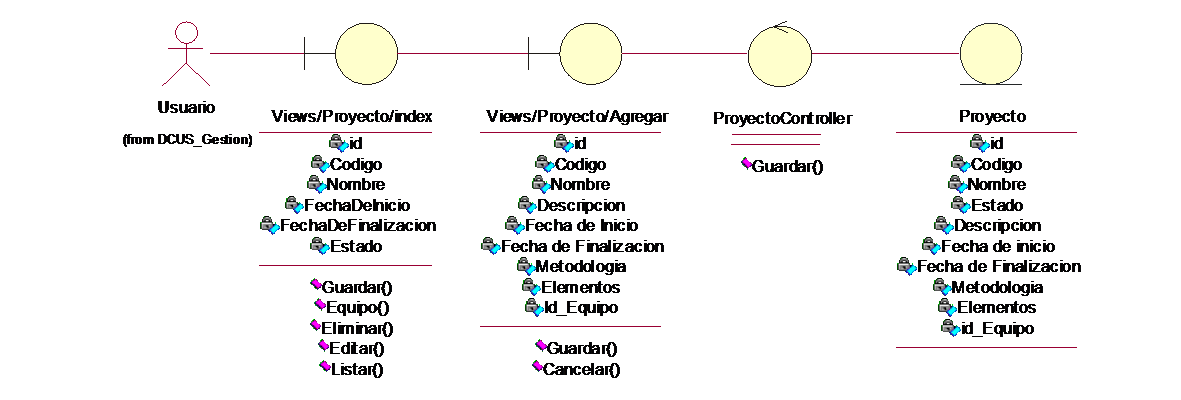 Usuario
(from DCUS_Gestion)
Views/Proyecto/index
id
Codigo
Nombre
FechaDeInicio
FechaDeFinalizacion
Estado
Guardar()
Equipo()
Eliminar()
Editar()
Listar()
Views/Proyecto/Agregar
id
Codigo
Nombre
Descripcion
Fecha de Inicio
Fecha de Finalizacion
Metodologia
Elementos
Id_Equipo
Guardar()
Cancelar()
ProyectoController
Guardar()
Proyecto
id
Codigo
Nombre
Estado
Descripcion
Fecha de inicio
Fecha de Finalizacion
Metodologia
Elementos
id_Equipo